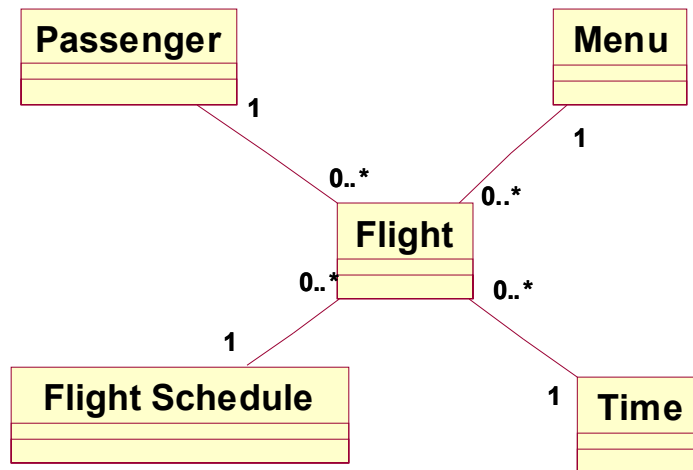 Passenger
Menu
1
1
0..*
0..*
Flight
0..*
0..*
1
Flight Schedule
1
Time